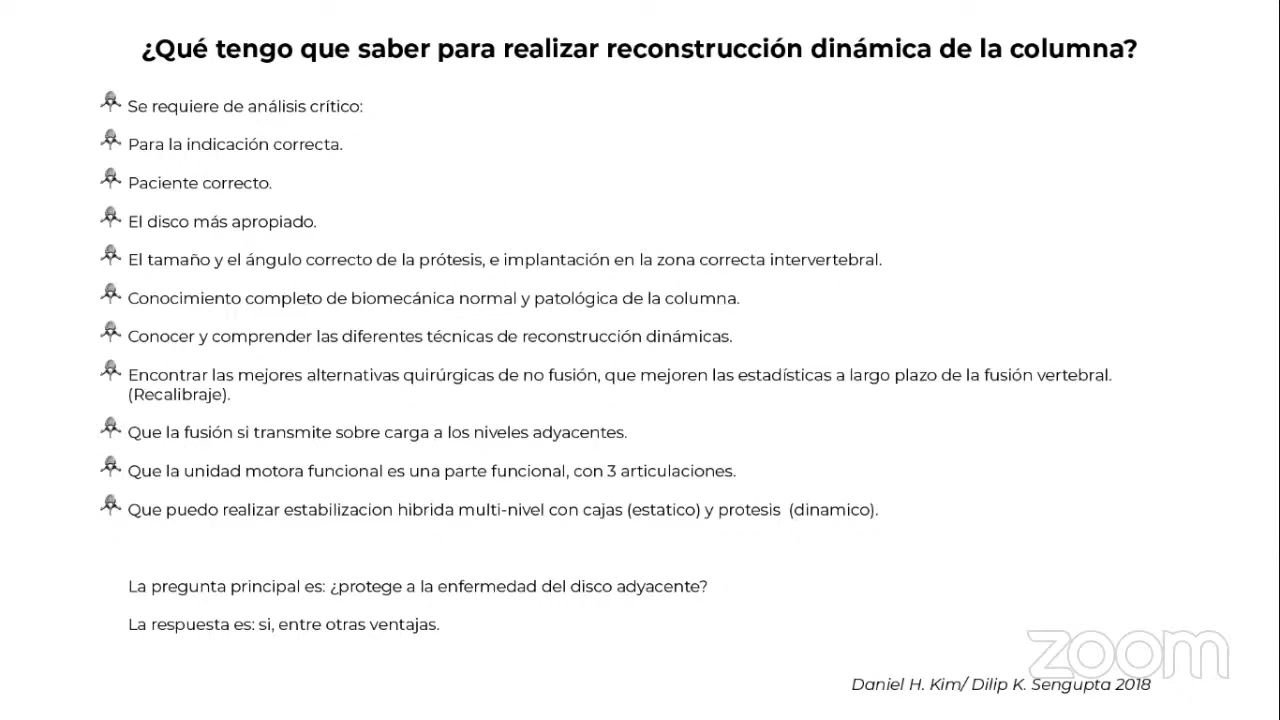 ¿Qué tengo que saber para realizar reconstrucción dinámica de la columna?
Se requiere de análisis crítico:
Para la indicación correcta.
Paciente correcto.
El disco más apropiado.
El tamaño y el ángulo correcto de la prótesis, e implantación en la zona correcta intervertebral.
Conocimiento completo de biomecánica normal y patológica de la columna.
Conocer y comprender las diferentes técnicas de reconstrucción dinámicas.
Encontrar las mejores alternativas quirúrgicas de no fusión, que mejoren las estadísticas a largo plazo de la fusión vertebral.
(Recalibraje).
Que la fusión si transmite sobre carga a los niveles adyacentes.
Que la unidad motora funcional es una parte funcional, con 3 articulaciones.
Que puedo realizar estabilizacion hibrida multi-nivel con cajas (estatico) y protesis (dinamico).
La pregunta principal es: ¿protege a la enfermedad del disco adyacente?
La respuesta es: si, entre otras ventajas.
zoom
Daniel H. Kim/ Dilip K. Sengupta 2018